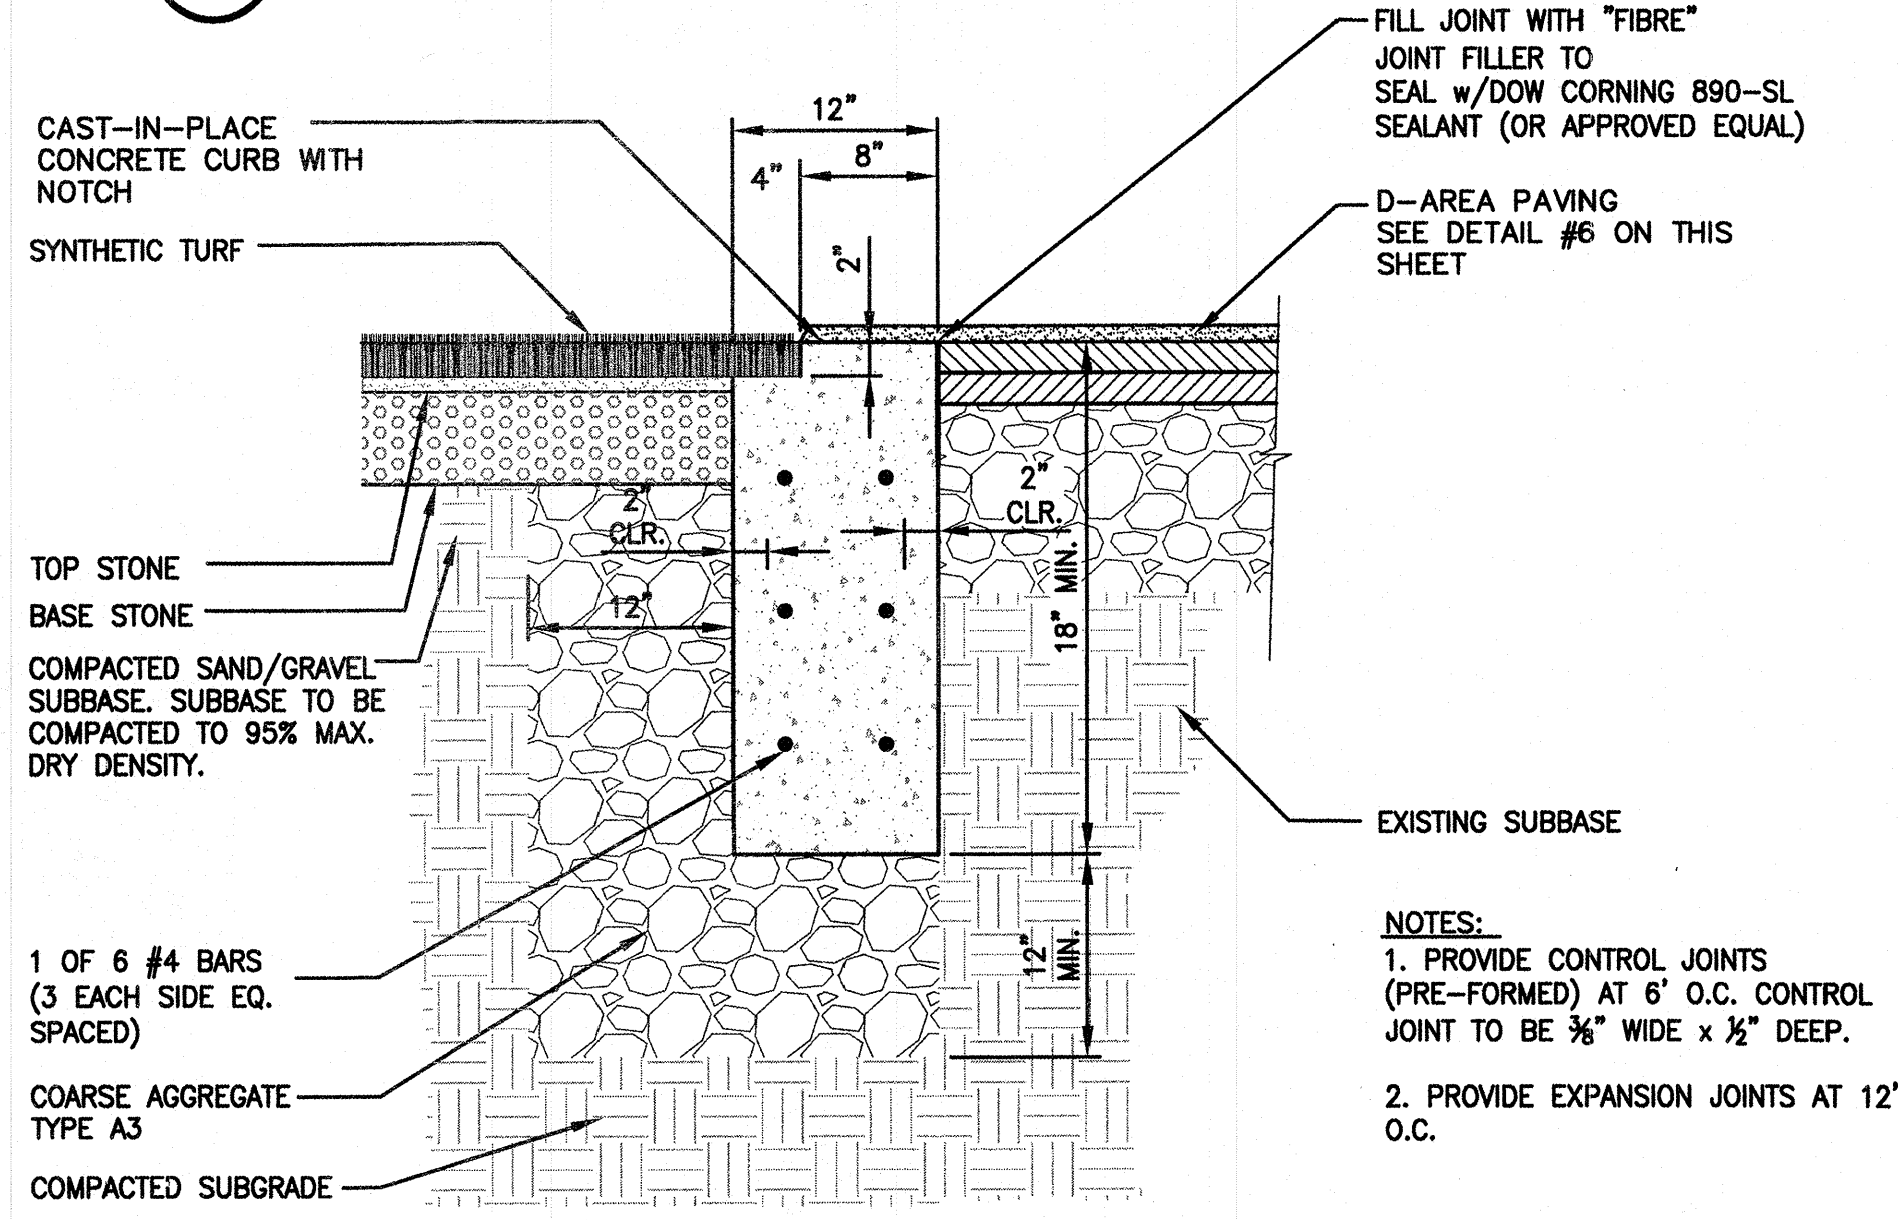 FILL JOINT WITH "FIBRE"
JOINT FILLER TO
SEAL w/DOW CORNING 890-SL
SEALANT (OR APPROVED EQUAL)
D-AREA PAVING
SEE DETAIL #6 ON THIS
SHEET
CAST-IN-PLACE
CONCRETE CURB WITH
NOTCH
SYNTHETIC TURF
12"
8"
4"
2"
2"
CLR.
2"
CLR.
12"
18" MIN.
12"
MIN.
TOP STONE
BASE STONE
COMPACTED SAND/GRAVEL
SUBBASE. SUBBASE TO BE
COMPACTED TO 95% MAX.
DRY DENSITY.
1 OF 6 #4 BARS
(3 EACH SIDE EQ.
SPACED)
COARSE AGGREGATE
TYPE A3
COMPACTED SUBGRADE
EXISTING SUBBASE
NOTES:
1. PROVIDE CONTROL JOINTS
(PRE-FORMED) AT 6' O.C. CONTROL
JOINT TO BE ⅜" WIDE x ½" DEEP.
2. PROVIDE EXPANSION JOINTS AT 12'
O.C.